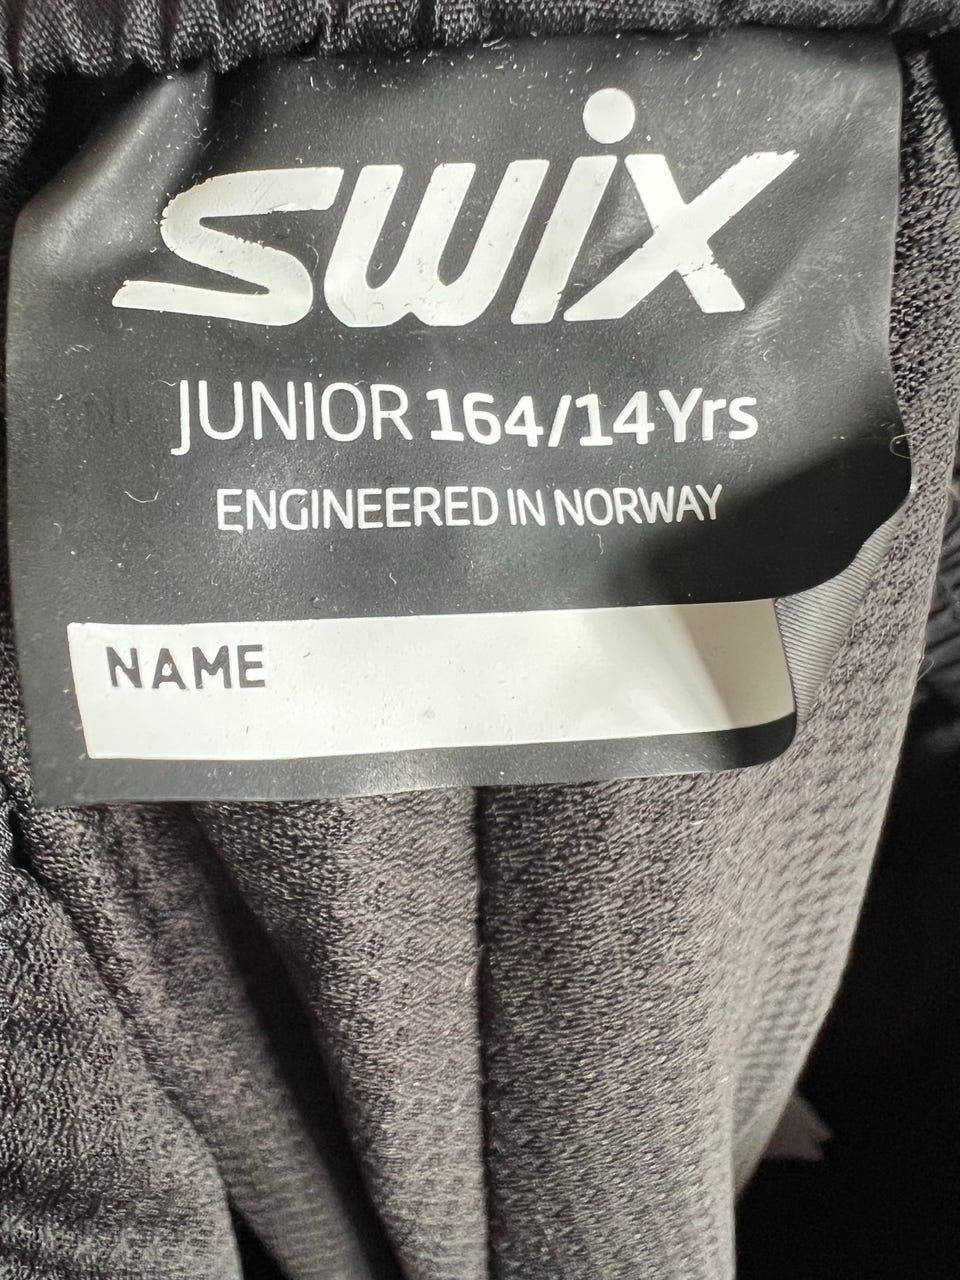 swix
JUNIOR 164/14Yrs
ENGINEERED IN NORWAY
NAME